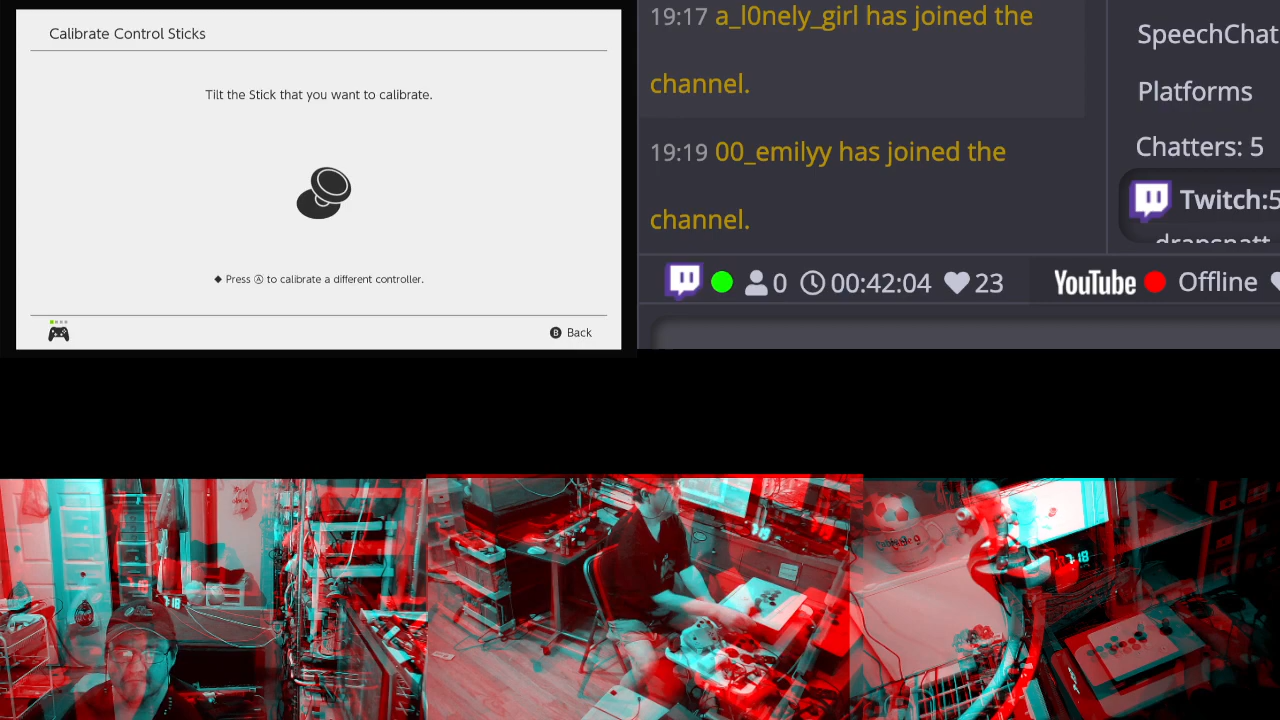 Calibrate Control Sticks
Tilt the Stick that you want to calibrate.
◆ Press Ⓐ to calibrate a different controller.
Ⓑ Back
19:17 a_l0nely_girl has joined the
channel.
19:19 00_emilyy has joined the
channel.
SpeechChat
Platforms
Chatters: 5
Twitch:5
0 00:42:04 23
YouTube Offline